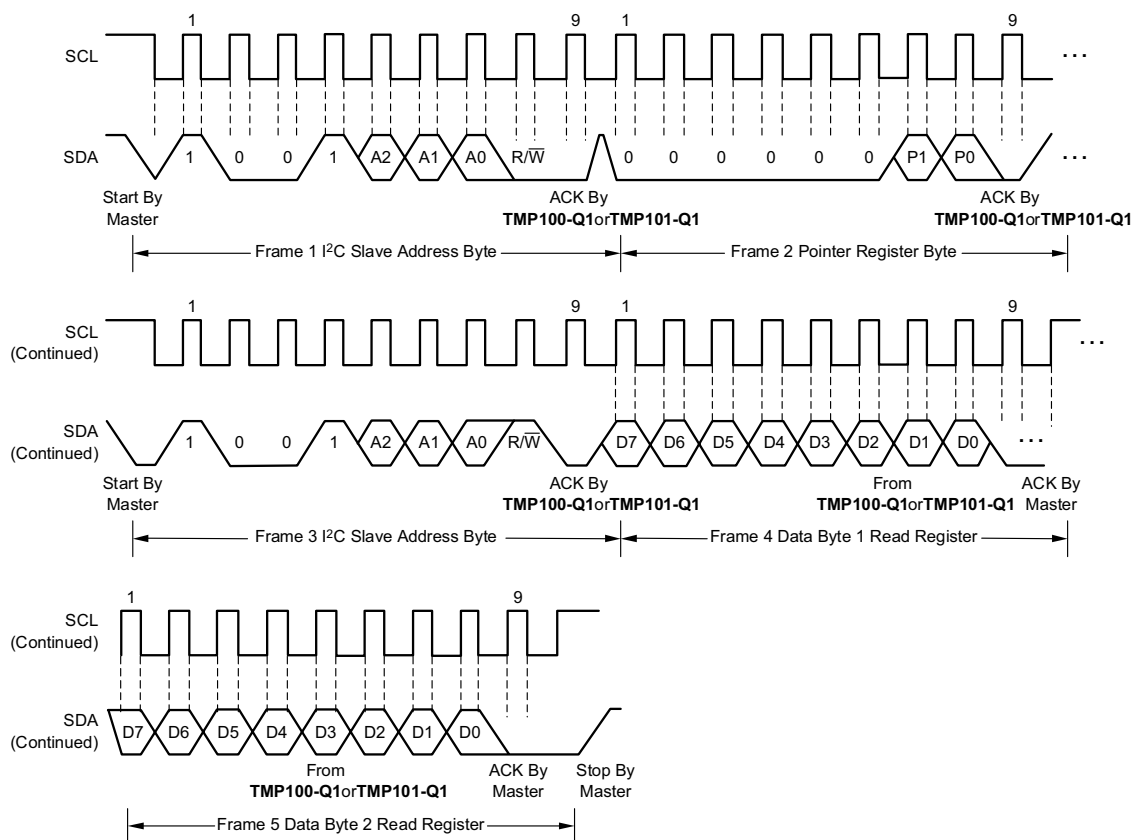 1 9 1 9
SCL ...
SDA 1 0 0 1 A2 A1 A0 R/W̅ 0 0 0 0 0 0 P1 P0 ...
Start By Master
ACK By TMP100-Q1orTMP101-Q1
ACK By TMP100-Q1orTMP101-Q1
Frame 1 I²C Slave Address Byte
Frame 2 Pointer Register Byte
1 9 1 9
SCL (Continued) ...
SDA (Continued) 1 0 0 1 A2 A1 A0 R/W̅ D7 D6 D5 D4 D3 D2 D1 D0 ...
Start By Master
ACK By TMP100-Q1orTMP101-Q1
From TMP100-Q1orTMP101-Q1
ACK By Master
Frame 3 I²C Slave Address Byte
Frame 4 Data Byte 1 Read Register
1 9
SCL (Continued)
SDA (Continued) D7 D6 D5 D4 D3 D2 D1 D0
From TMP100-Q1orTMP101-Q1
ACK By Master
Stop By Master
Frame 5 Data Byte 2 Read Register